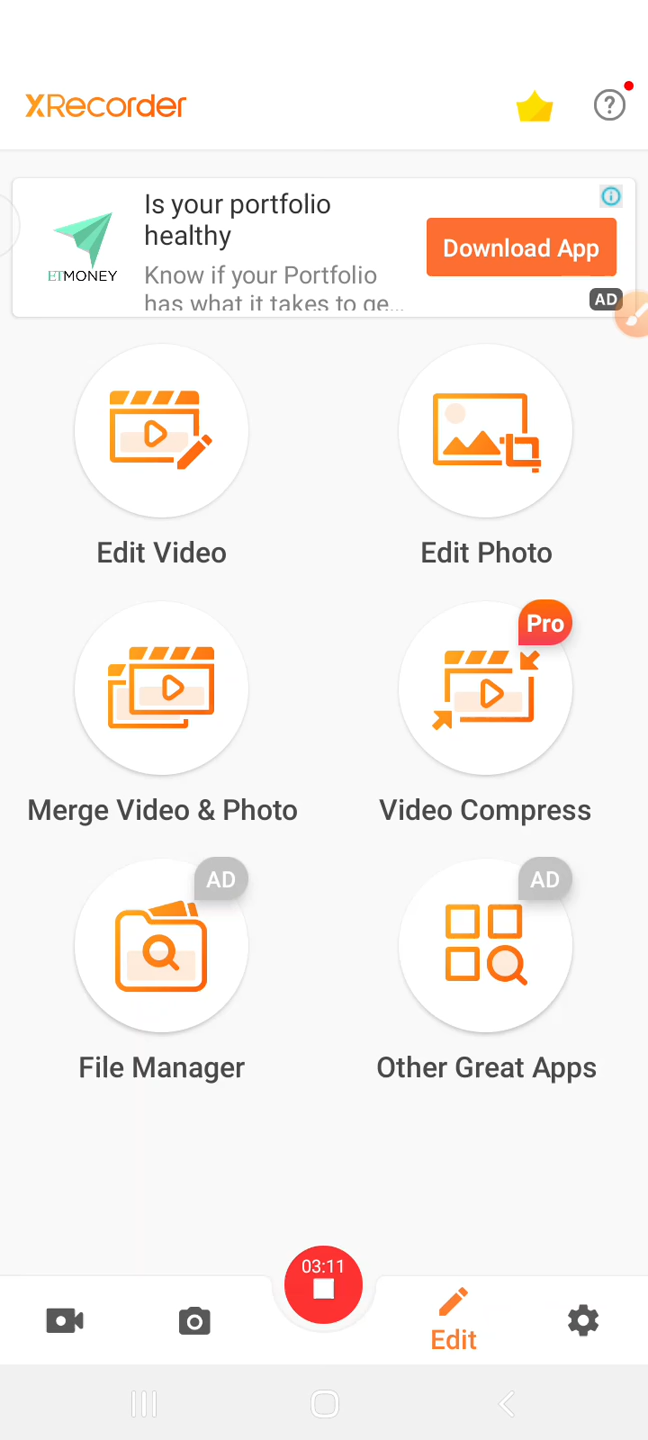 XRecorder
Is your portfolio
healthy
Know if your Portfolio
has what it takes to ge...
ETMONEY
Download App
AD
Edit Video
Edit Photo
Pro
Merge Video & Photo
Video Compress
AD
AD
File Manager
Other Great Apps
03:11
Edit